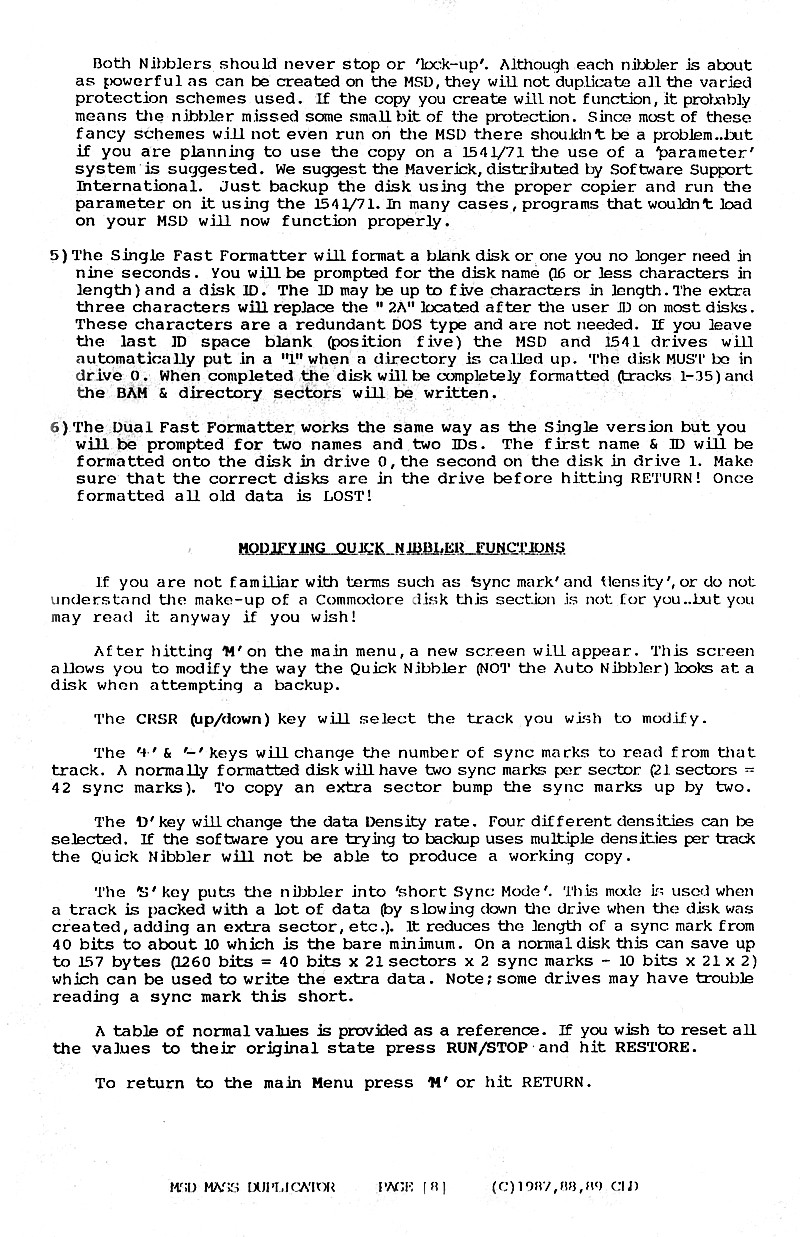 Both Nibblers should never stop or 'lock-up'. Although each nibbler is about
as powerful as can be created on the MSD, they will not duplicate all the varied
protection schemes used. If the copy you create will not function, it probably
means the nibbler missed some small bit of the protection. Since most of these
fancy schemes will not even run on the MSD there shouldn't be a problem..but
if you are planning to use the copy on a 1541/71 the use of a 'parameter'
system is suggested. We suggest the Maverick, distributed by Software Support
International. Just backup the disk using the proper copier and run the
parameter on it using the 1541/71. In many cases, programs that wouldn't load
on your MSD will now function properly.
5) The Single Fast Formatter will format a blank disk or one you no longer need in
nine seconds. You will be prompted for the disk name (16 or less characters in
length) and a disk ID. The ID may be up to five characters in length. The extra
three characters will replace the " 2A" located after the user ID on most disks.
These characters are a redundant DOS type and are not needed. If you leave
the last ID space blank (position five) the MSD and 1541 drives will
automatically put in a "1" when a directory is called up. The disk MUST be in
drive 0. When completed the disk will be completely formatted (tracks 1-35) and
the BAM & directory sectors will be written.
6) The Dual Fast Formatter works the same way as the Single version but you
will be prompted for two names and two IDs. The first name & ID will be
formatted onto the disk in drive 0, the second on the disk in drive 1. Make
sure that the correct disks are in the drive before hitting RETURN! Once
formatted all old data is LOST!
MODIFYING QUICK NIBBLER FUNCTIONS
If you are not familiar with terms such as 'sync mark' and 'density', or do not
understand the make-up of a Commodore disk this section is not for you..but you
may read it anyway if you wish!
After hitting 'M' on the main menu, a new screen will appear. This screen
allows you to modify the way the Quick Nibbler (NOT the Auto Nibbler) looks at a
disk when attempting a backup.
The CRSR (up/down) key will select the track you wish to modify.
The '+' & '-' keys will change the number of sync marks to read from that
track. A normally formatted disk will have two sync marks per sector (21 sectors =
42 sync marks). To copy an extra sector bump the sync marks up by two.
The 'D' key will change the data Density rate. Four different densities can be
selected. If the software you are trying to backup uses multiple densities per track
the Quick Nibbler will not be able to produce a working copy.
The 'S' key puts the nibbler into 'short Sync Mode'. This mode is used when
a track is packed with a lot of data (by slowing down the drive when the disk was
created, adding an extra sector, etc.). It reduces the length of a sync mark from
40 bits to about 10 which is the bare minimum. On a normal disk this can save up
to 157 bytes (1260 bits = 40 bits x 21 sectors x 2 sync marks - 10 bits x 21 x 2)
which can be used to write the extra data. Note; some drives may have trouble
reading a sync mark this short.
A table of normal values is provided as a reference. If you wish to reset all
the values to their original state press RUN/STOP and hit RESTORE.
To return to the main Menu press 'M' or hit RETURN.
MSD MASS DUPLICATOR PAGE [8] (C)1987,88,89 CLD